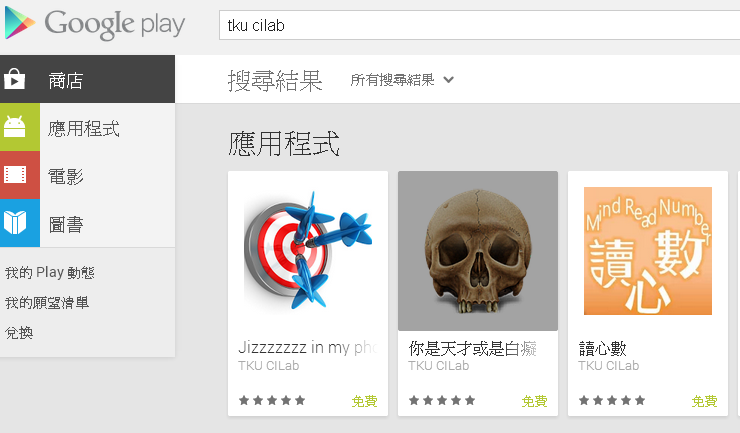 Google play
tku cilab
商店
應用程式
電影
圖書
我的 Play 動態
我的願望清單
兌換
搜尋結果
所有搜尋結果
應用程式
Jizzzzzzz in my pho
TKU CILab
免費
你是天才或是白癡
TKU CILab
免費
Mind Read Number
讀心數
讀心數
TKU CILab
免費